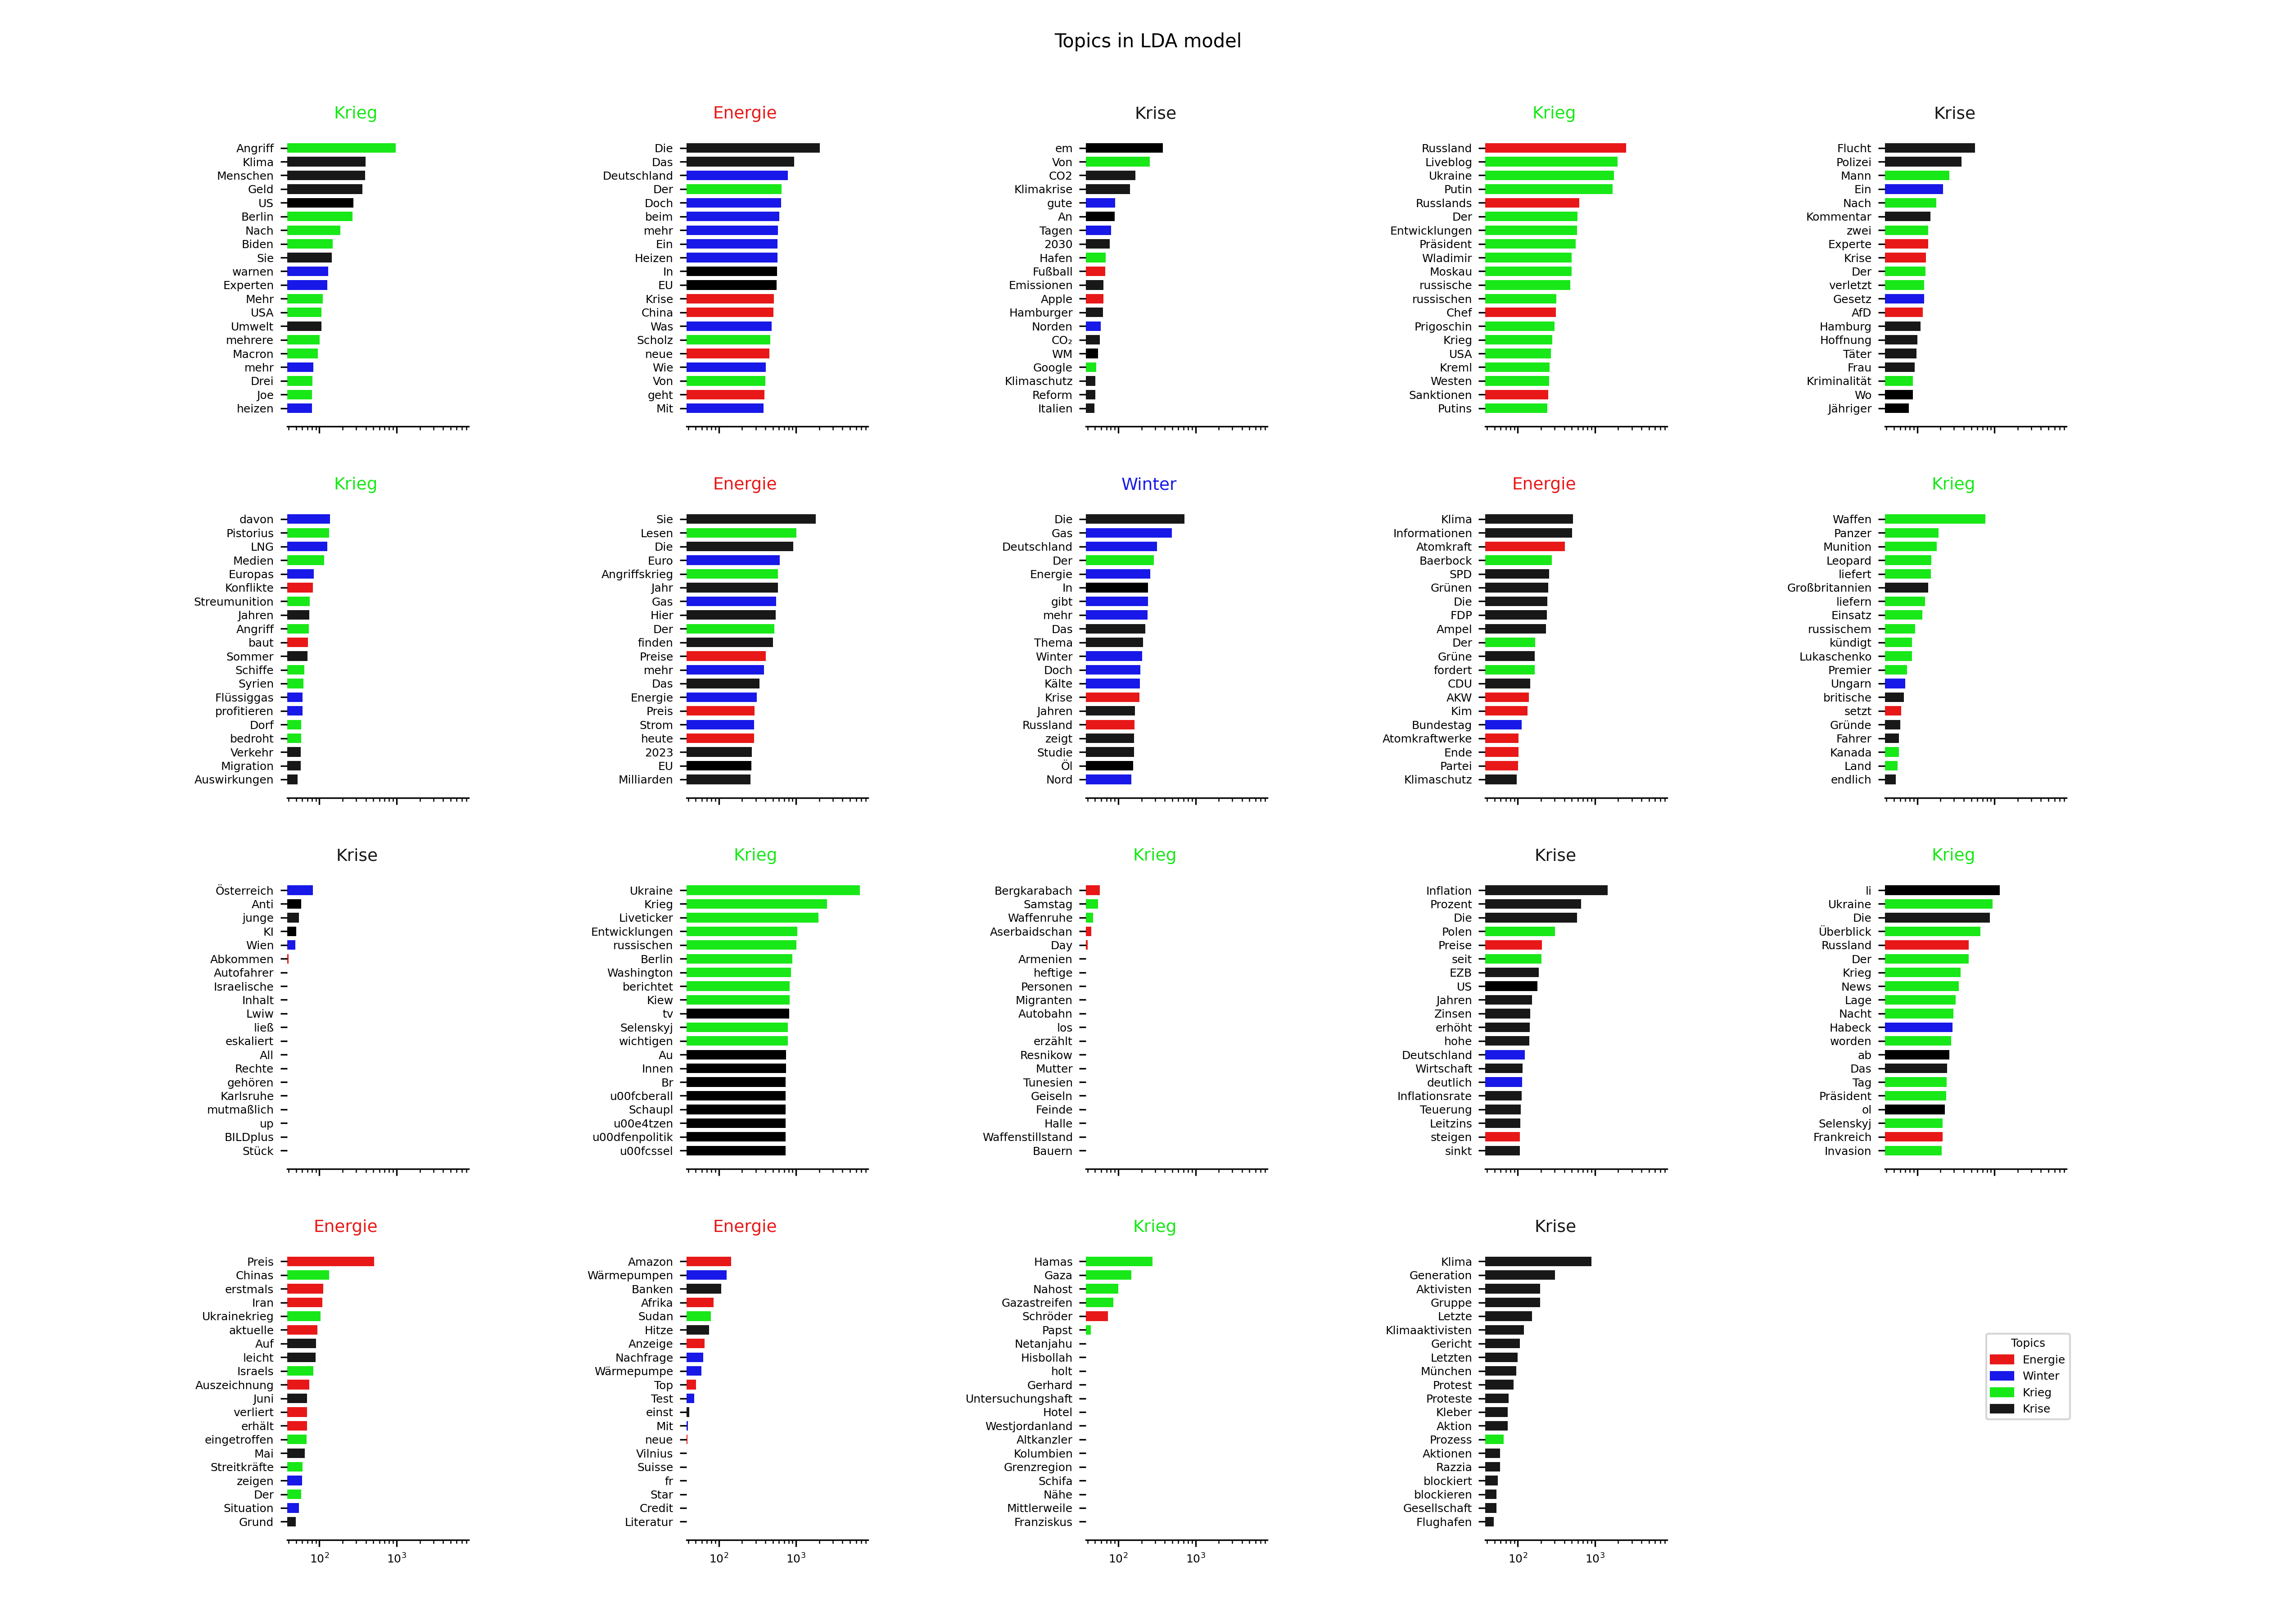 Topics in LDA model
Krieg
Angriff
Klima
Menschen
Geld
US
Berlin
Nach
Biden
Sie
warnen
Experten
Mehr
USA
Umwelt
mehrere
Macron
mehr
Drei
Joe
heizen
Energie
Die
Das
Deutschland
Der
Doch
beim
mehr
Ein
Heizen
In
EU
Krise
China
Was
Scholz
neue
Wie
Von
geht
Mit
Krise
em
Von
CO2
Klimakrise
gute
An
Tagen
2030
Hafen
Fußball
Emissionen
Apple
Hamburger
Norden
CO₂
WM
Google
Klimaschutz
Reform
Italien
Krieg
Russland
Liveblog
Ukraine
Putin
Russlands
Der
Entwicklungen
Präsident
Wladimir
Moskau
russische
russischen
Chef
Prigoschin
Krieg
USA
Kreml
Westen
Sanktionen
Putins
Krise
Flucht
Polizei
Mann
Ein
Nach
Kommentar
zwei
Experte
Krise
Der
verletzt
Gesetz
AfD
Hamburg
Hoffnung
Täter
Frau
Kriminalität
Wo
Jähriger
Krieg
davon
Pistorius
LNG
Medien
Europas
Konflikte
Streumunition
Jahren
Angriff
baut
Sommer
Schiffe
Syrien
Flüssiggas
profitieren
Dorf
bedroht
Verkehr
Migration
Auswirkungen
Energie
Sie
Lesen
Die
Euro
Angriffskrieg
Jahr
Gas
Hier
Der
finden
Preise
mehr
Das
Energie
Preis
Strom
heute
2023
EU
Milliarden
Winter
Die
Gas
Deutschland
Der
Energie
In
gibt
mehr
Das
Thema
Winter
Doch
Kälte
Krise
Jahren
Russland
zeigt
Studie
Öl
Nord
Energie
Klima
Informationen
Atomkraft
Baerbock
SPD
Grünen
Die
FDP
Ampel
Der
Grüne
fordert
CDU
AKW
Kim
Bundestag
Atomkraftwerke
Ende
Partei
Klimaschutz
Krieg
Waffen
Panzer
Munition
Leopard
liefert
Großbritannien
liefern
Einsatz
russischem
kündigt
Lukaschenko
Premier
Ungarn
britische
setzt
Gründe
Fahrer
Kanada
Land
endlich
Krise
Österreich
Anti
junge
KI
Wien
Abkommen
Autofahrer
Israelische
Inhalt
Lwiw
ließ
eskaliert
All
Rechte
gehören
Karlsruhe
mutmaßlich
up
BILDplus
Stück
Krieg
Ukraine
Krieg
Liveticker
Entwicklungen
russischen
Berlin
Washington
berichtet
Kiew
tv
Selenskyj
wichtigen
Au
Innen
Br
u00fcberall
Schaupl
u00e4tzen
u00dfenpolitik
u00fcssel
Krieg
Bergkarabach
Samstag
Waffenruhe
Aserbaidschan
Day
Armenien
heftige
Personen
Migranten
Autobahn
los
erzählt
Resnikow
Mutter
Tunesien
Geiseln
Feinde
Halle
Waffenstillstand
Bauern
Krise
Inflation
Prozent
Die
Polen
Preise
seit
EZB
US
Jahren
Zinsen
erhöht
hohe
Deutschland
Wirtschaft
deutlich
Inflationsrate
Teuerung
Leitzins
steigen
sinkt
Krieg
li
Ukraine
Die
Überblick
Russland
Der
Krieg
News
Lage
Nacht
Habeck
worden
ab
Das
Tag
Präsident
ol
Selenskyj
Frankreich
Invasion
Energie
Preis
Chinas
erstmals
Iran
Ukrainekrieg
aktuelle
Auf
leicht
Israels
Auszeichnung
Juni
verliert
erhält
eingetroffen
Mai
Streitkräfte
zeigen
Der
Situation
Grund
10² 10³
Energie
Amazon
Wärmepumpen
Banken
Afrika
Sudan
Hitze
Anzeige
Nachfrage
Wärmepumpe
Top
Test
einst
Mit
neue
Vilnius
Suisse
fr
Star
Credit
Literatur
10² 10³
Krieg
Hamas
Gaza
Nahost
Gazastreifen
Schröder
Papst
Netanjahu
Hisbollah
holt
Gerhard
Untersuchungshaft
Hotel
Westjordanland
Altkanzler
Kolumbien
Grenzregion
Schifa
Nähe
Mittlerweile
Franziskus
10² 10³
Krise
Klima
Generation
Aktivisten
Gruppe
Letzte
Klimaaktivisten
Gericht
Letzten
München
Protest
Proteste
Kleber
Aktion
Prozess
Aktionen
Razzia
blockiert
blockieren
Gesellschaft
Flughafen
10² 10³
Topics
Energie
Winter
Krieg
Krise